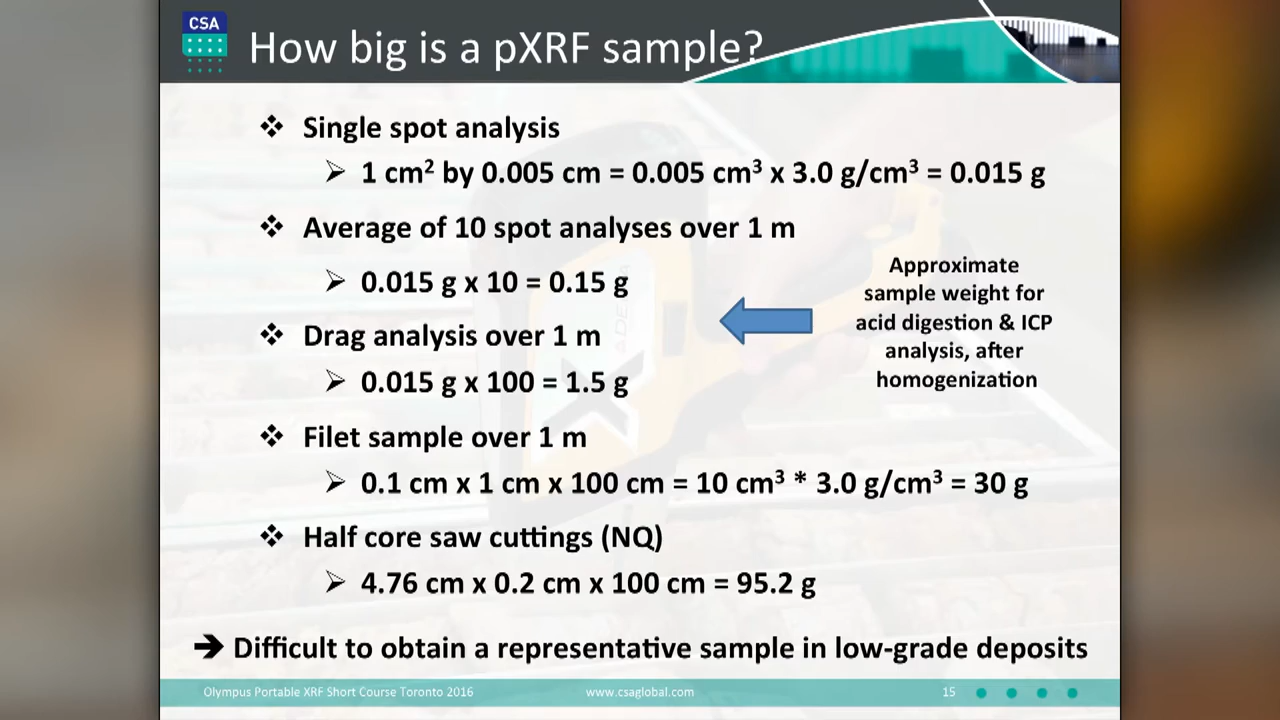 CSA
How big is a pXRF sample?
❖ Single spot analysis
➢ 1 cm² by 0.005 cm = 0.005 cm³ x 3.0 g/cm³ = 0.015 g
❖ Average of 10 spot analyses over 1 m
➢ 0.015 g x 10 = 0.15 g
❖ Drag analysis over 1 m
➢ 0.015 g x 100 = 1.5 g
Approximate
sample weight for
acid digestion & ICP
analysis, after
homogenization
❖ Filet sample over 1 m
➢ 0.1 cm x 1 cm x 100 cm = 10 cm³ * 3.0 g/cm³ = 30 g
❖ Half core saw cuttings (NQ)
➢ 4.76 cm x 0.2 cm x 100 cm = 95.2 g
➔ Difficult to obtain a representative sample in low-grade deposits
Olympus Portable XRF Short Course Toronto 2016
www.csaglobal.com
15